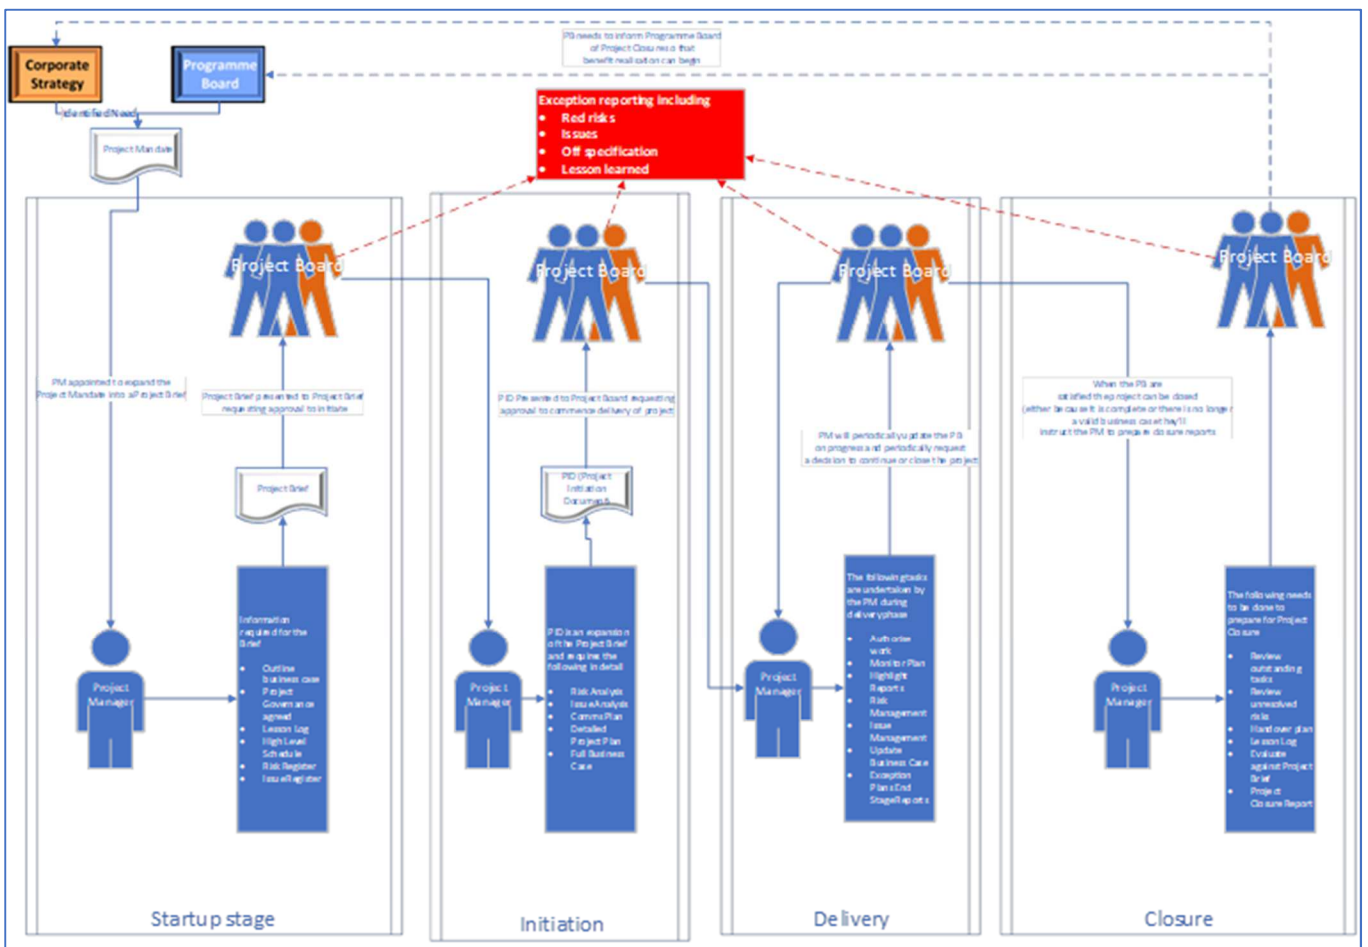 PB needs to inform Programme Board
of Project Closure so that
benefit realisation can begin
Corporate
Strategy
Programme
Board
Identified Need
Project Mandate
Exception reporting including
• Red risks
• Issues
• Off specification
• Lesson learned
Project Board
Project Board
Project Board
Project Board
PM appointed to expand the
Project Mandate into a Project Brief
Project Brief presented to Project Brief
requesting approval to initiate
PID Presented to Project Board requesting
approval to commence delivery of project
PM will periodically update the PB
on progress and periodically request
a decision to continue or close the project
When the PB are
satisfied the project can be closed
(either because it is complete or there is no longer
a valid business case they'll
instruct the PM to prepare closure reports
Project Brief
PID (Project
Initiation
Document)
Project
Manager
Information
required for the
Brief
• Outline
business case
• Project
Governance
agreed
• Lesson Log
• High Level
Schedule
• Risk Register
• Issue Register
Project
Manager
PID is an expansion
of the Project Brief
and requires the
following in detail
• Risk Analysis
• Issue Analysis
• Comms Plan
• Detailed
Project Plan
• Full Business
Case
Project
Manager
The following tasks
are undertaken by
the PM during
delivery phase
• Authorise
work
• Monitor Plan
• Highlight
Reports
• Risk
Management
• Issue
Management
• Update
Business Case
• Exception
Plans End
Stage Reports
Project
Manager
The following needs
to be done to
prepare for Project
Closure
• Review
outstanding
tasks
• Review
unresolved
risks
• Handover plan
• Lesson Log
• Evaluate
against Project
Brief
• Project
Closure Report
Startup stage
Initiation
Delivery
Closure